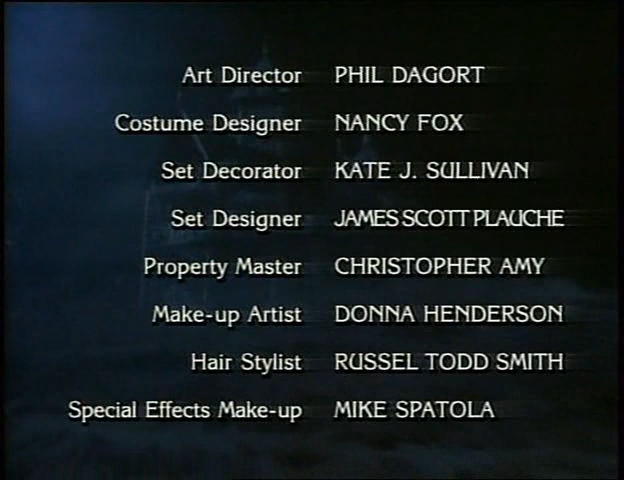 Art Director PHIL DAGORT
Costume Designer NANCY FOX
Set Decorator KATE J. SULLIVAN
Set Designer JAMES SCOTT PLAUCHE
Property Master CHRISTOPHER AMY
Make-up Artist DONNA HENDERSON
Hair Stylist RUSSEL TODD SMITH
Special Effects Make-up MIKE SPATOLA